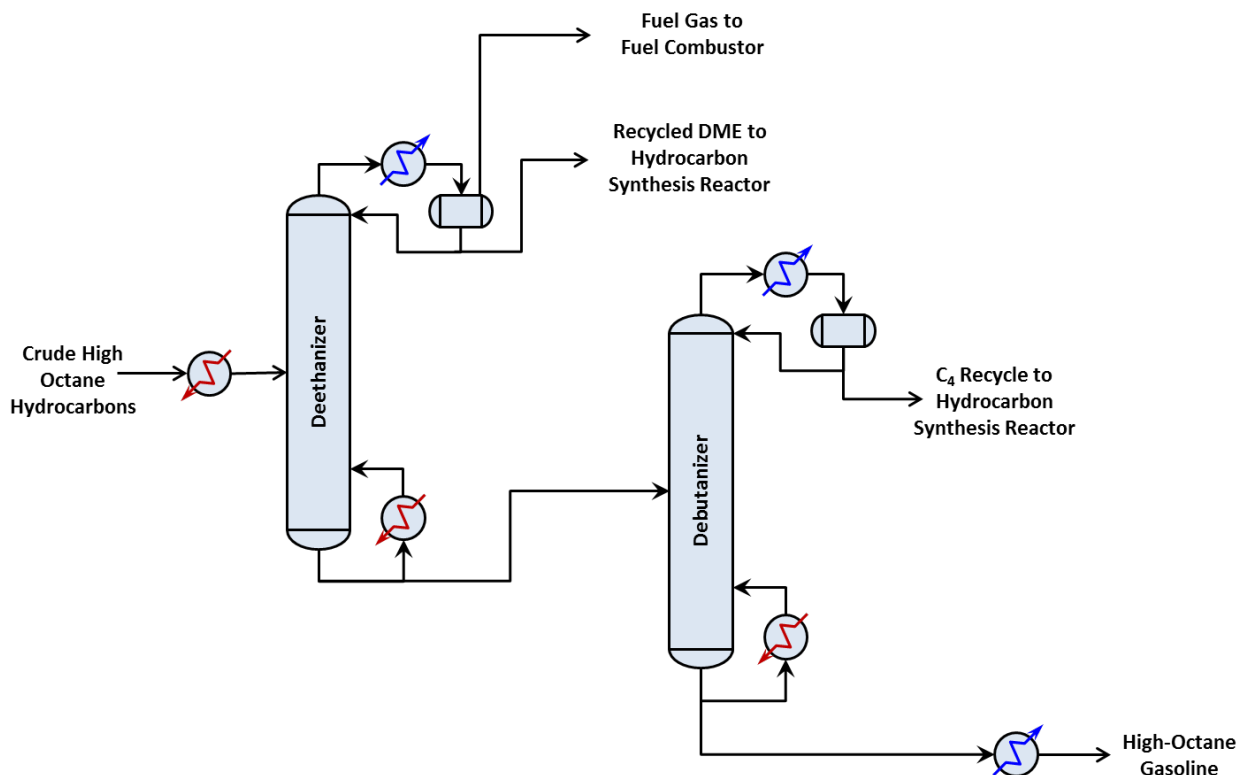 Fuel Gas to
Fuel Combustor
Recycled DME to
Hydrocarbon
Synthesis Reactor
Crude High
Octane
Hydrocarbons
Deethanizer
Debutanizer
C₄ Recycle to
Hydrocarbon
Synthesis Reactor
High-Octane
Gasoline